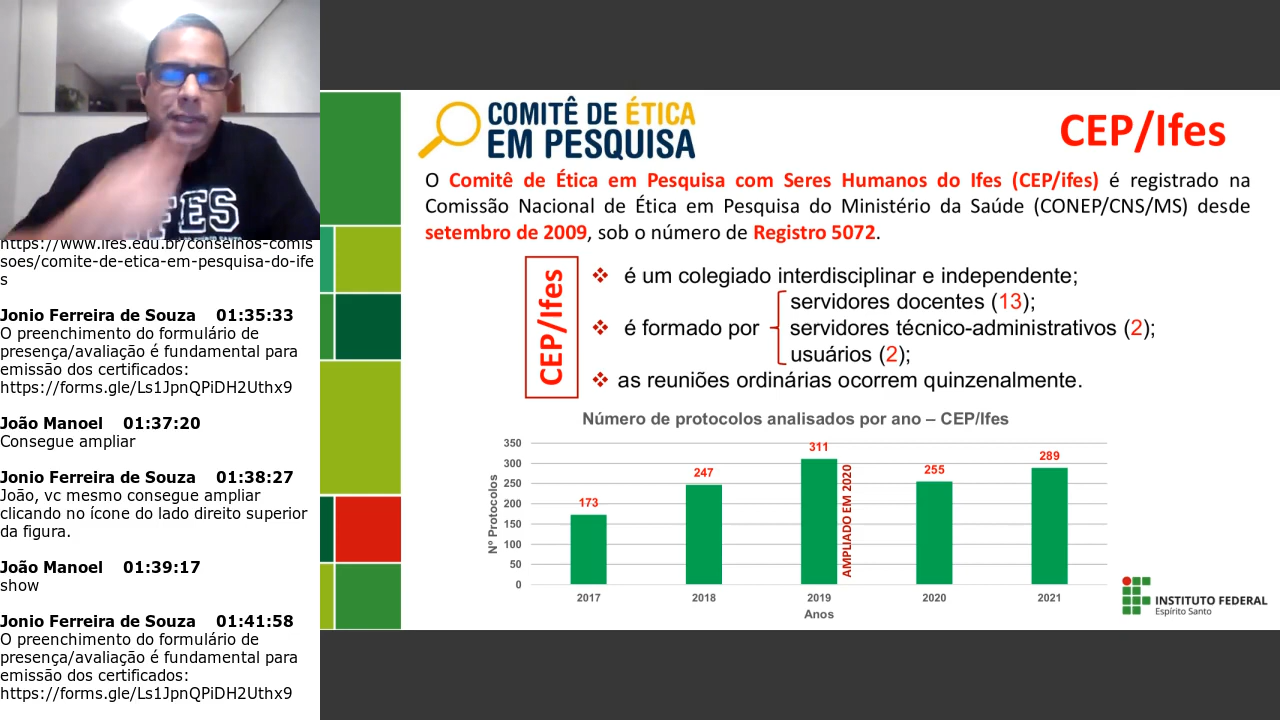 IFES
https://www.ifes.edu.br/conselhos-comis
soes/comite-de-etica-em-pesquisa-do-ife
s
Jonio Ferreira de Souza 01:35:33
O preenchimento do formulário de
presença/avaliação é fundamental para
emissão dos certificados:
https://forms.gle/Ls1JpnQPiDH2Uthx9
João Manoel 01:37:20
Consegue ampliar
Jonio Ferreira de Souza 01:38:27
João, vc mesmo consegue ampliar
clicando no ícone do lado direito superior
da figura.
João Manoel 01:39:17
show
Jonio Ferreira de Souza 01:41:58
O preenchimento do formulário de
presença/avaliação é fundamental para
emissão dos certificados:
https://forms.gle/Ls1JpnQPiDH2Uthx9
COMITÊ DE ÉTICA
EM PESQUISA
CEP/Ifes
O Comitê de Ética em Pesquisa com Seres Humanos do Ifes (CEP/ifes) é registrado na
Comissão Nacional de Ética em Pesquisa do Ministério da Saúde (CONEP/CNS/MS) desde
setembro de 2009, sob o número de Registro 5072.
CEP/Ifes
❖ é um colegiado interdisciplinar e independente;
servidores docentes (13);
❖ é formado por servidores técnico-administrativos (2);
usuários (2);
❖ as reuniões ordinárias ocorrem quinzenalmente.
Número de protocolos analisados por ano – CEP/Ifes
Nº Protocolos
350
300
250
200
150
100
50
0
173
247
311
255
289
AMPLIADO EM 2020
2017 2018 2019 2020 2021
Anos
INSTITUTO FEDERAL
Espírito Santo